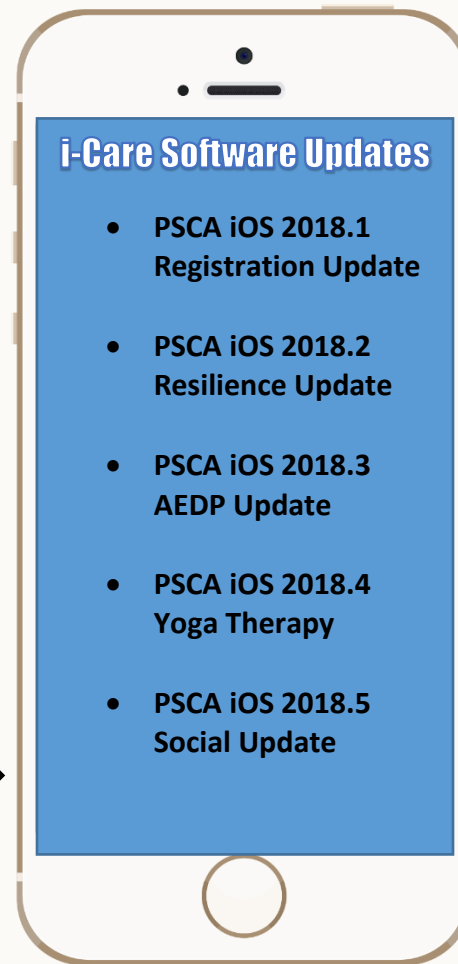 i-Care Software Updates
• PSCA iOS 2018.1
Registration Update
• PSCA iOS 2018.2
Resilience Update
• PSCA iOS 2018.3
AEDP Update
• PSCA iOS 2018.4
Yoga Therapy
• PSCA iOS 2018.5
Social Update